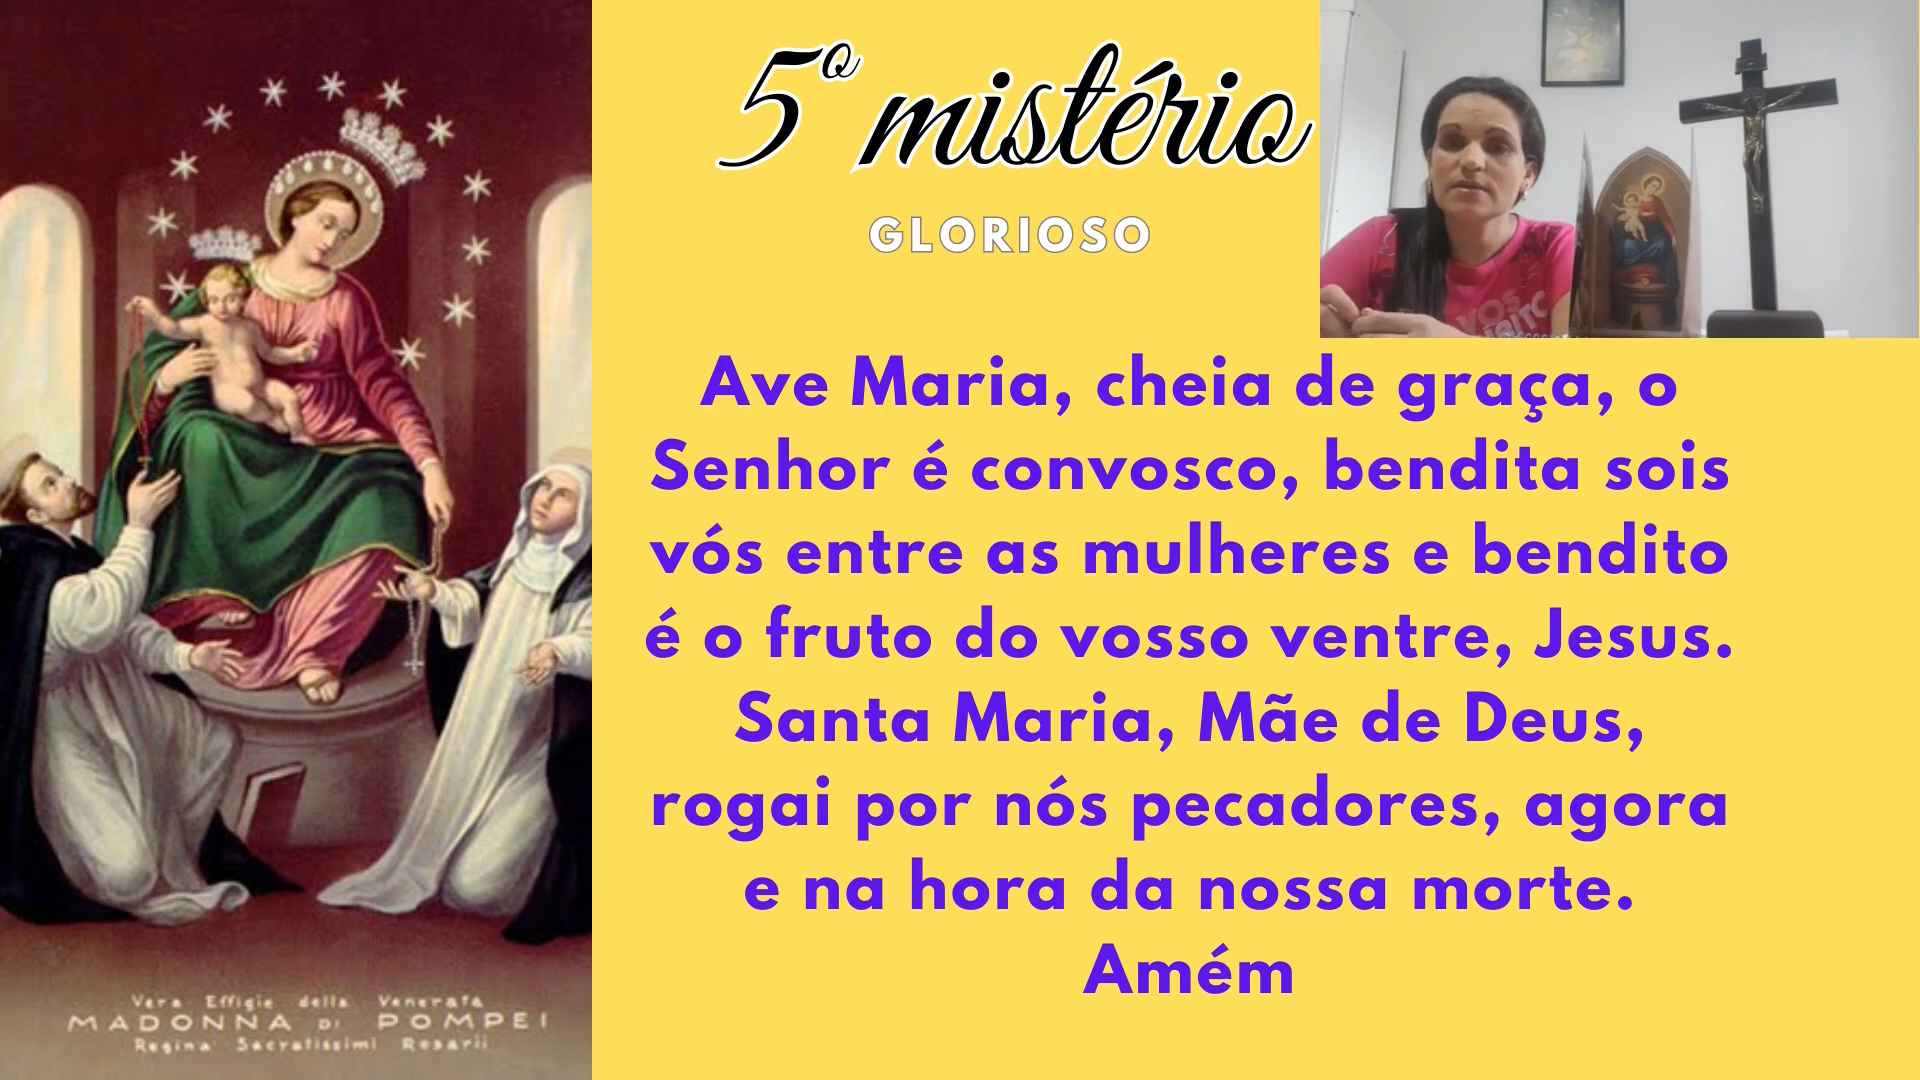 5º mistério
GLORIOSO
Ave Maria, cheia de graça, o
Senhor é convosco, bendita sois
vós entre as mulheres e bendito
é o fruto do vosso ventre, Jesus.
Santa Maria, Mãe de Deus,
rogai por nós pecadores, agora
e na hora da nossa morte.
Amém
Vera Effigie della Venerata
MADONNA DI POMPEI
Regina Sacratissimi Rosarii
VOS